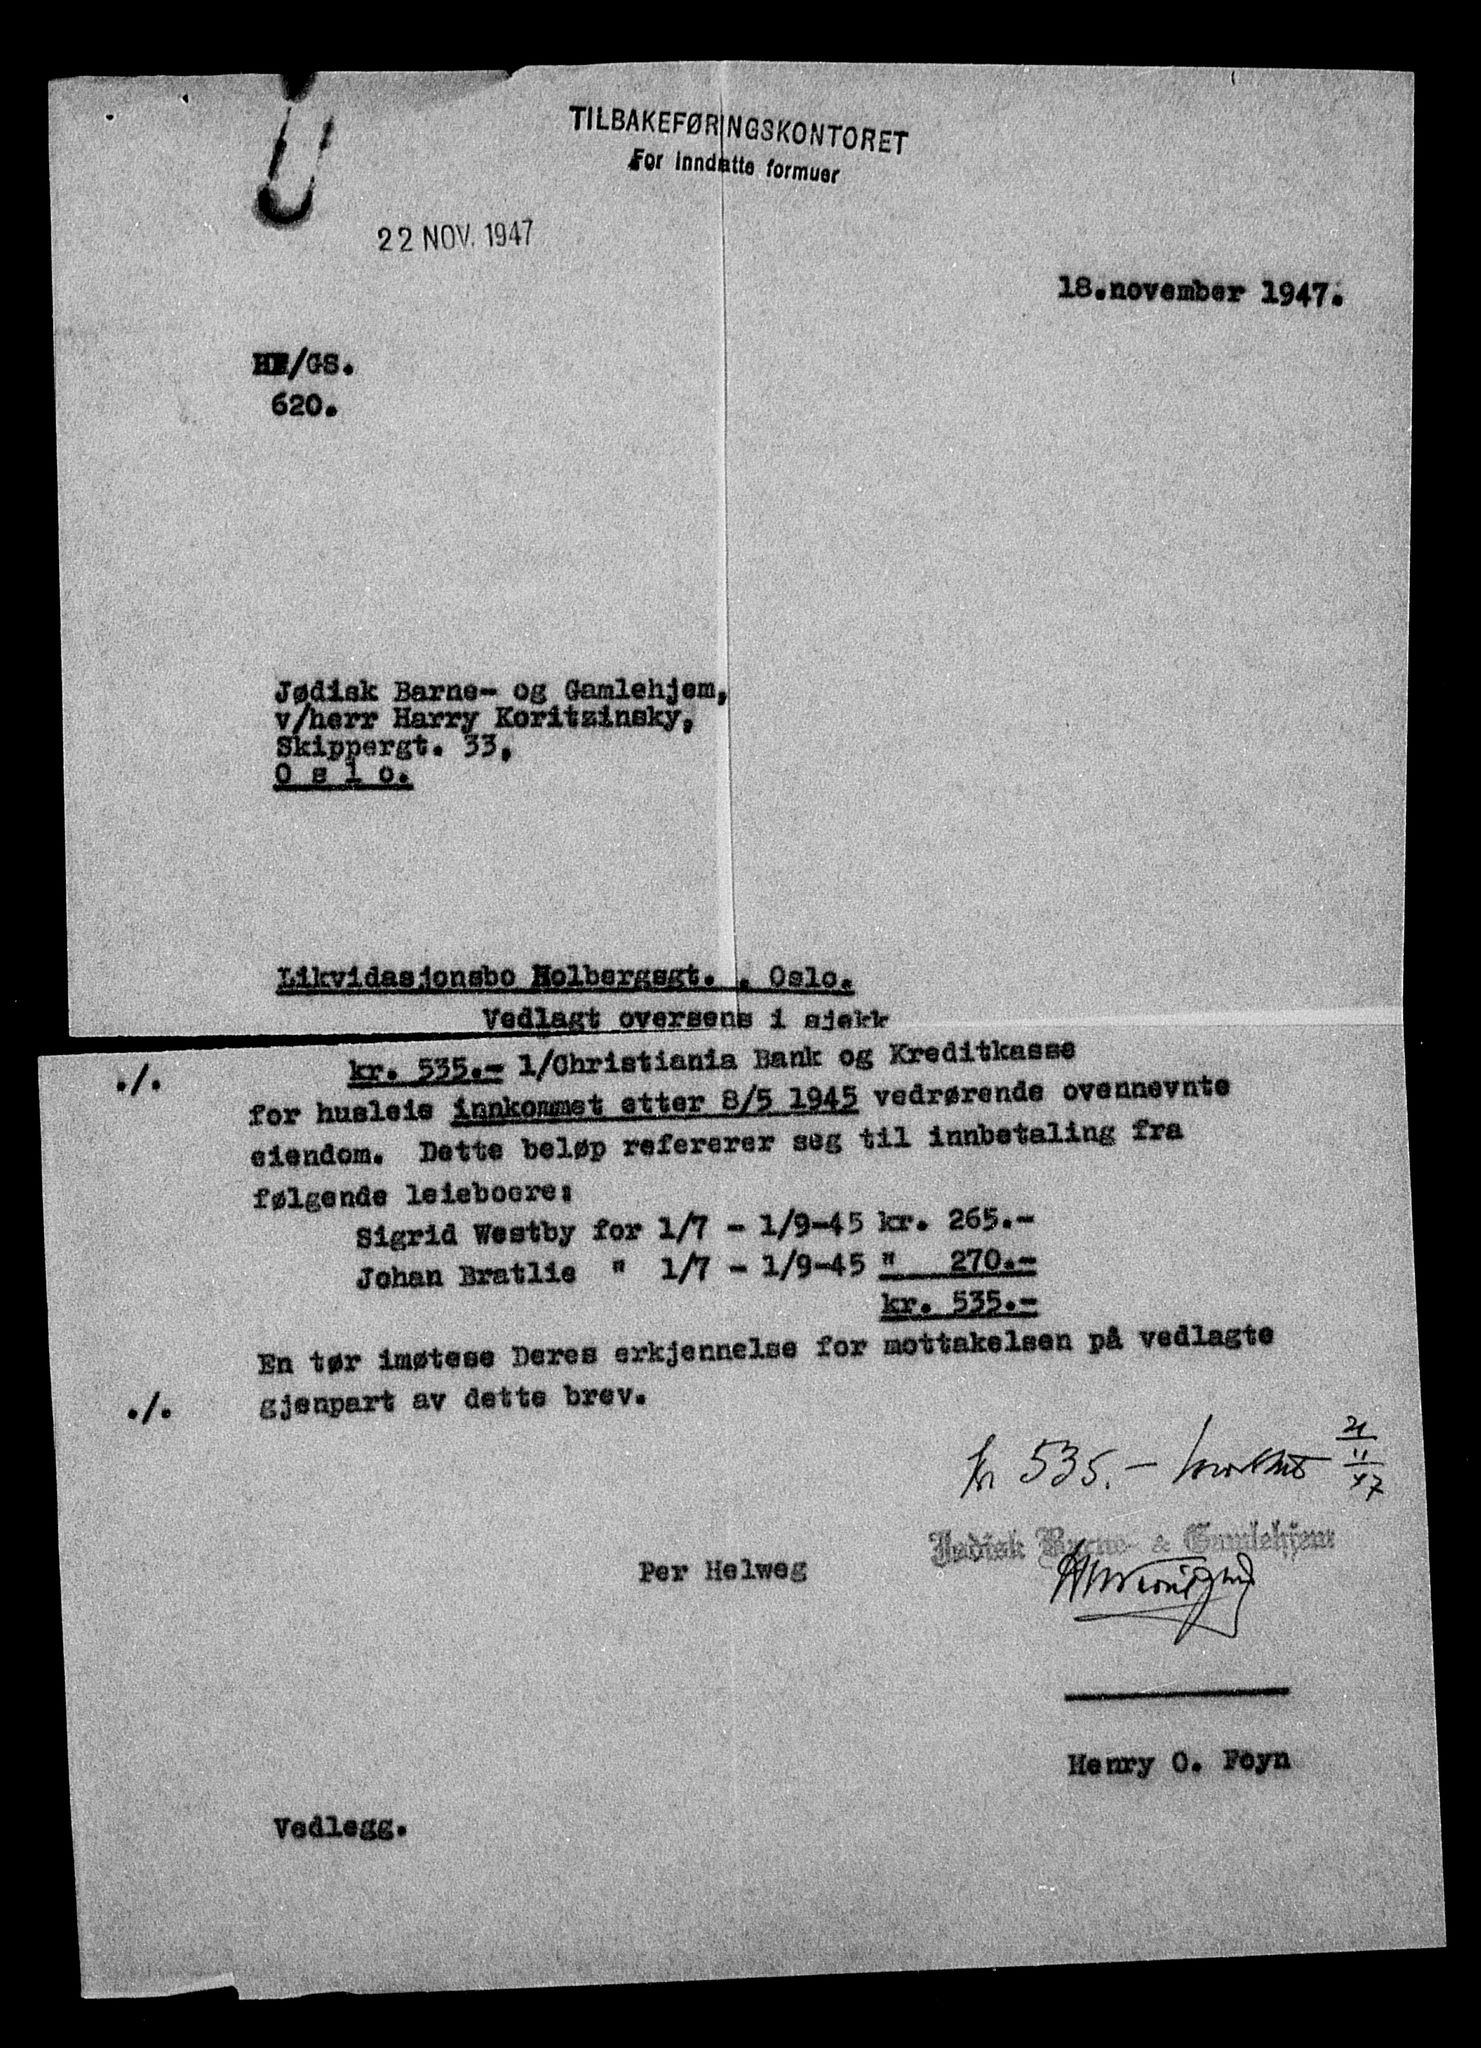 TILBAKEFØRINGSKONTORET
For inndratte formuer
22 NOV. 1947
18.november 1947.
HE/GS.
620.
Jødisk Barne- og Gamlehjem,
v/herr Harry Koritzinsky,
Skippergt. 33,
O s l o.
Likvidasjonsbo Holbergsgt. . Oslo.
Vedlagt oversens i sjekk
./. kr. 535.- 1/Christiania Bank og Kreditkasse
for husleie innkommet etter 8/5 1945 vedrørende ovennevnte
eiendom. Dette beløp refererer seg til innbetaling fra
følgende leieboere:
Sigrid Westby for 1/7 - 1/9-45 kr. 265.-
Johan Bratlie " 1/7 - 1/9-45 " 270.-
kr. 535.-
En tør imøtese Deres erkjennelse for mottakelsen på vedlagte
./. gjenpart av dette brev.
kr 535.-
Jødisk Barne- & Gamlehjem
Per Helweg
Henry O. Foyn
Vedlegg.